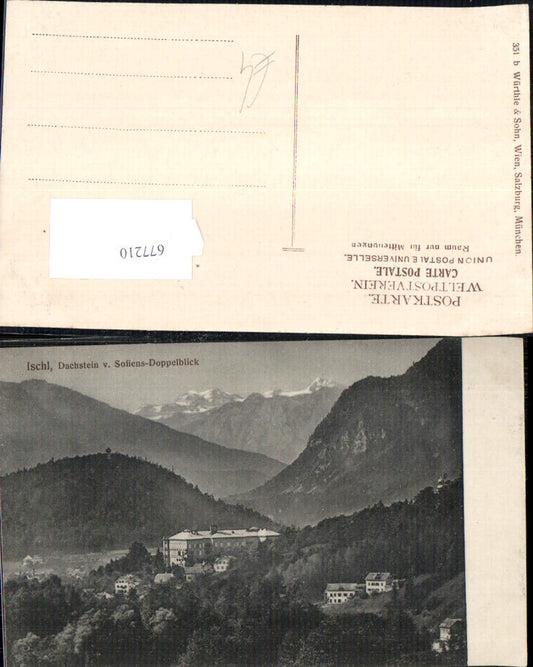 POSTKARTE.
WELTPOSTVEREIN.
CARTE POSTALE.
UNION POSTALE UNIVERSELLE.
Raum nur für Mitteilungen
351 b Würthle & Sohn, Wien, Salzburg, München.
677210
Ischl, Dachstein v. Sofiens-Doppelblick